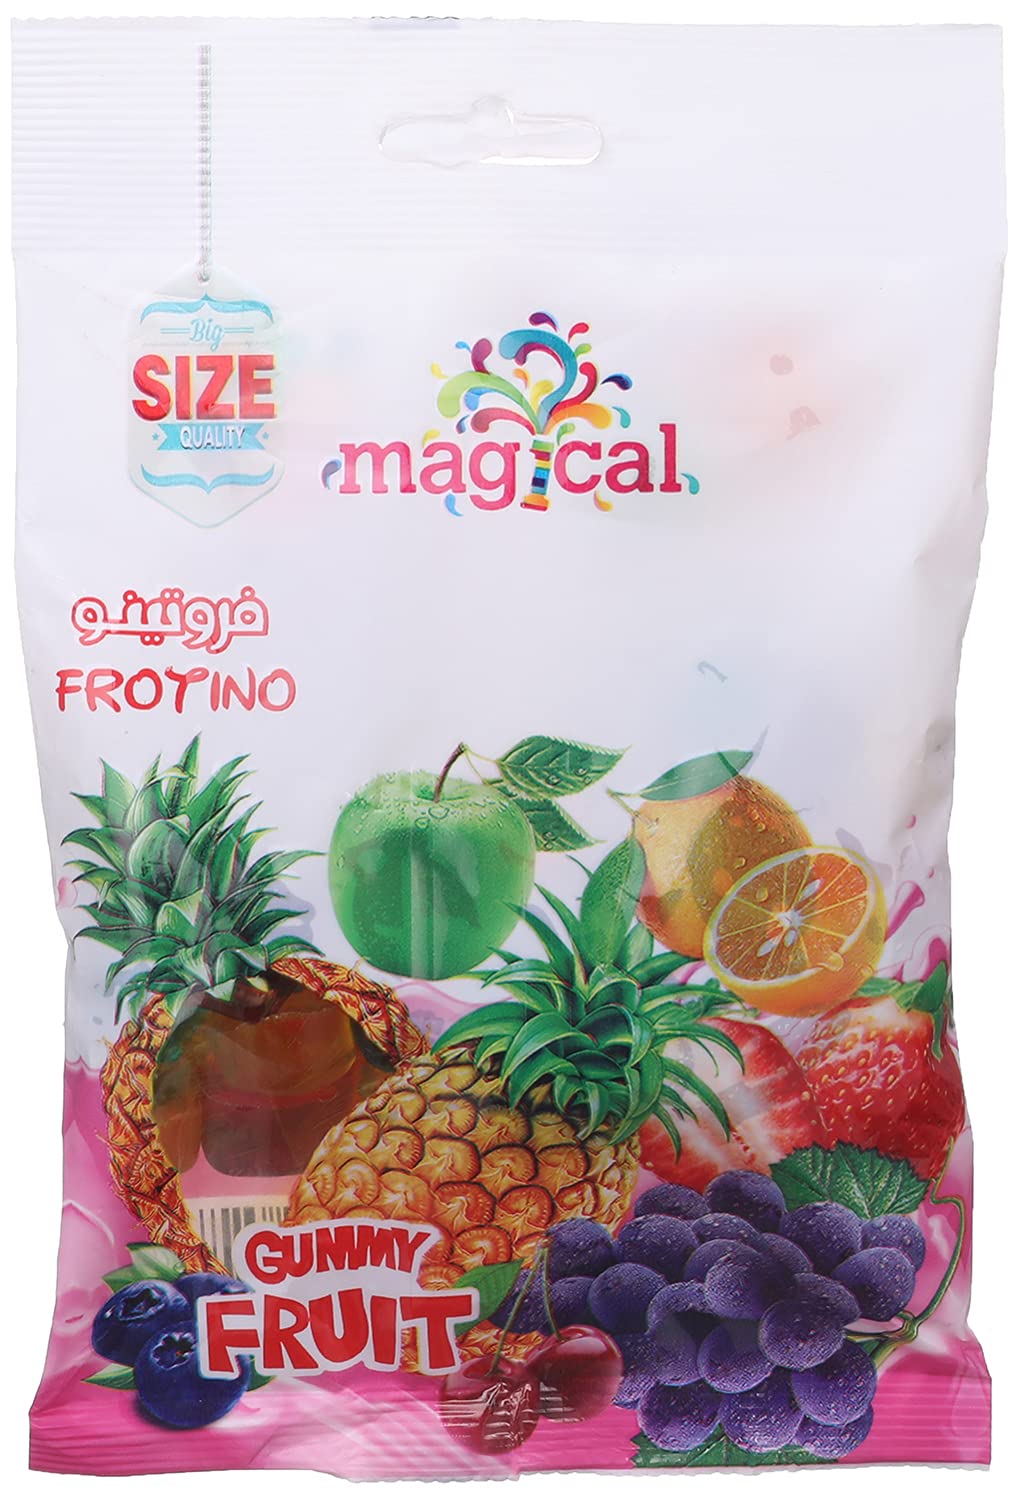 Big
SIZE
QUALITY
magical
فروتينو
FROTINO
GUMMY
FRUIT